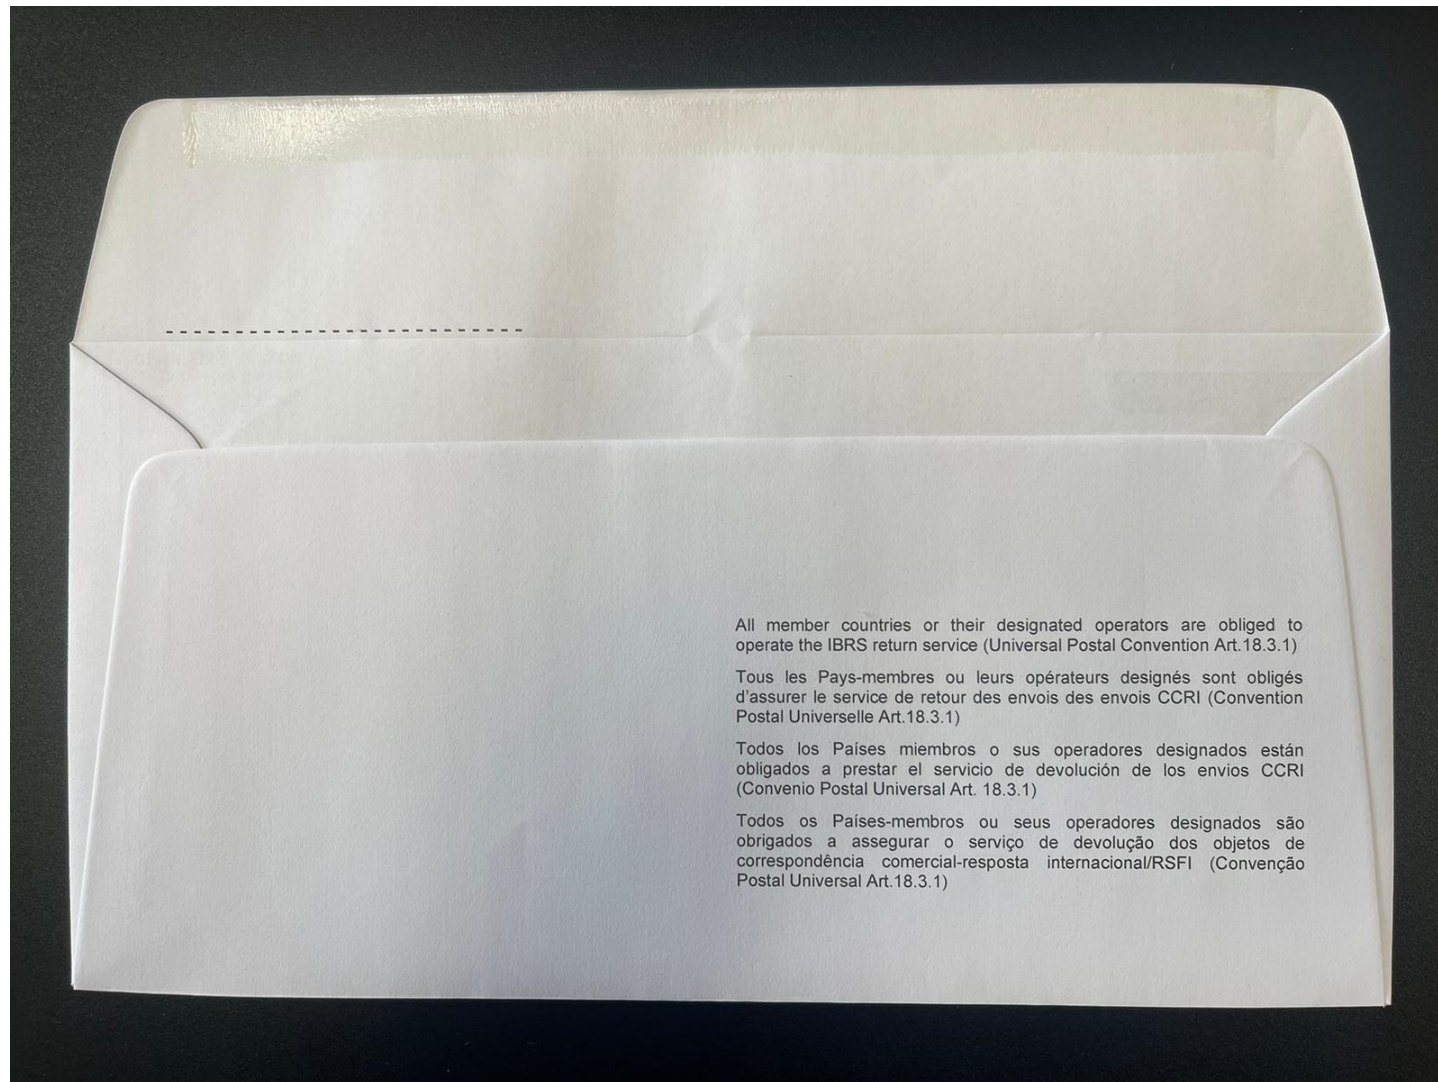 All member countries or their designated operators are obliged to
operate the IBRS return service (Universal Postal Convention Art.18.3.1)
Tous les Pays-membres ou leurs opérateurs designés sont obligés
d'assurer le service de retour des envois des envois CCRI (Convention
Postal Universelle Art.18.3.1)
Todos los Países miembros o sus operadores designados están
obligados a prestar el servicio de devolución de los envios CCRI
(Convenio Postal Universal Art. 18.3.1)
Todos os Países-membros ou seus operadores designados são
obrigados a assegurar o serviço de devolução dos objetos de
correspondência comercial-resposta internacional/RSFI (Convenção
Postal Universal Art.18.3.1)